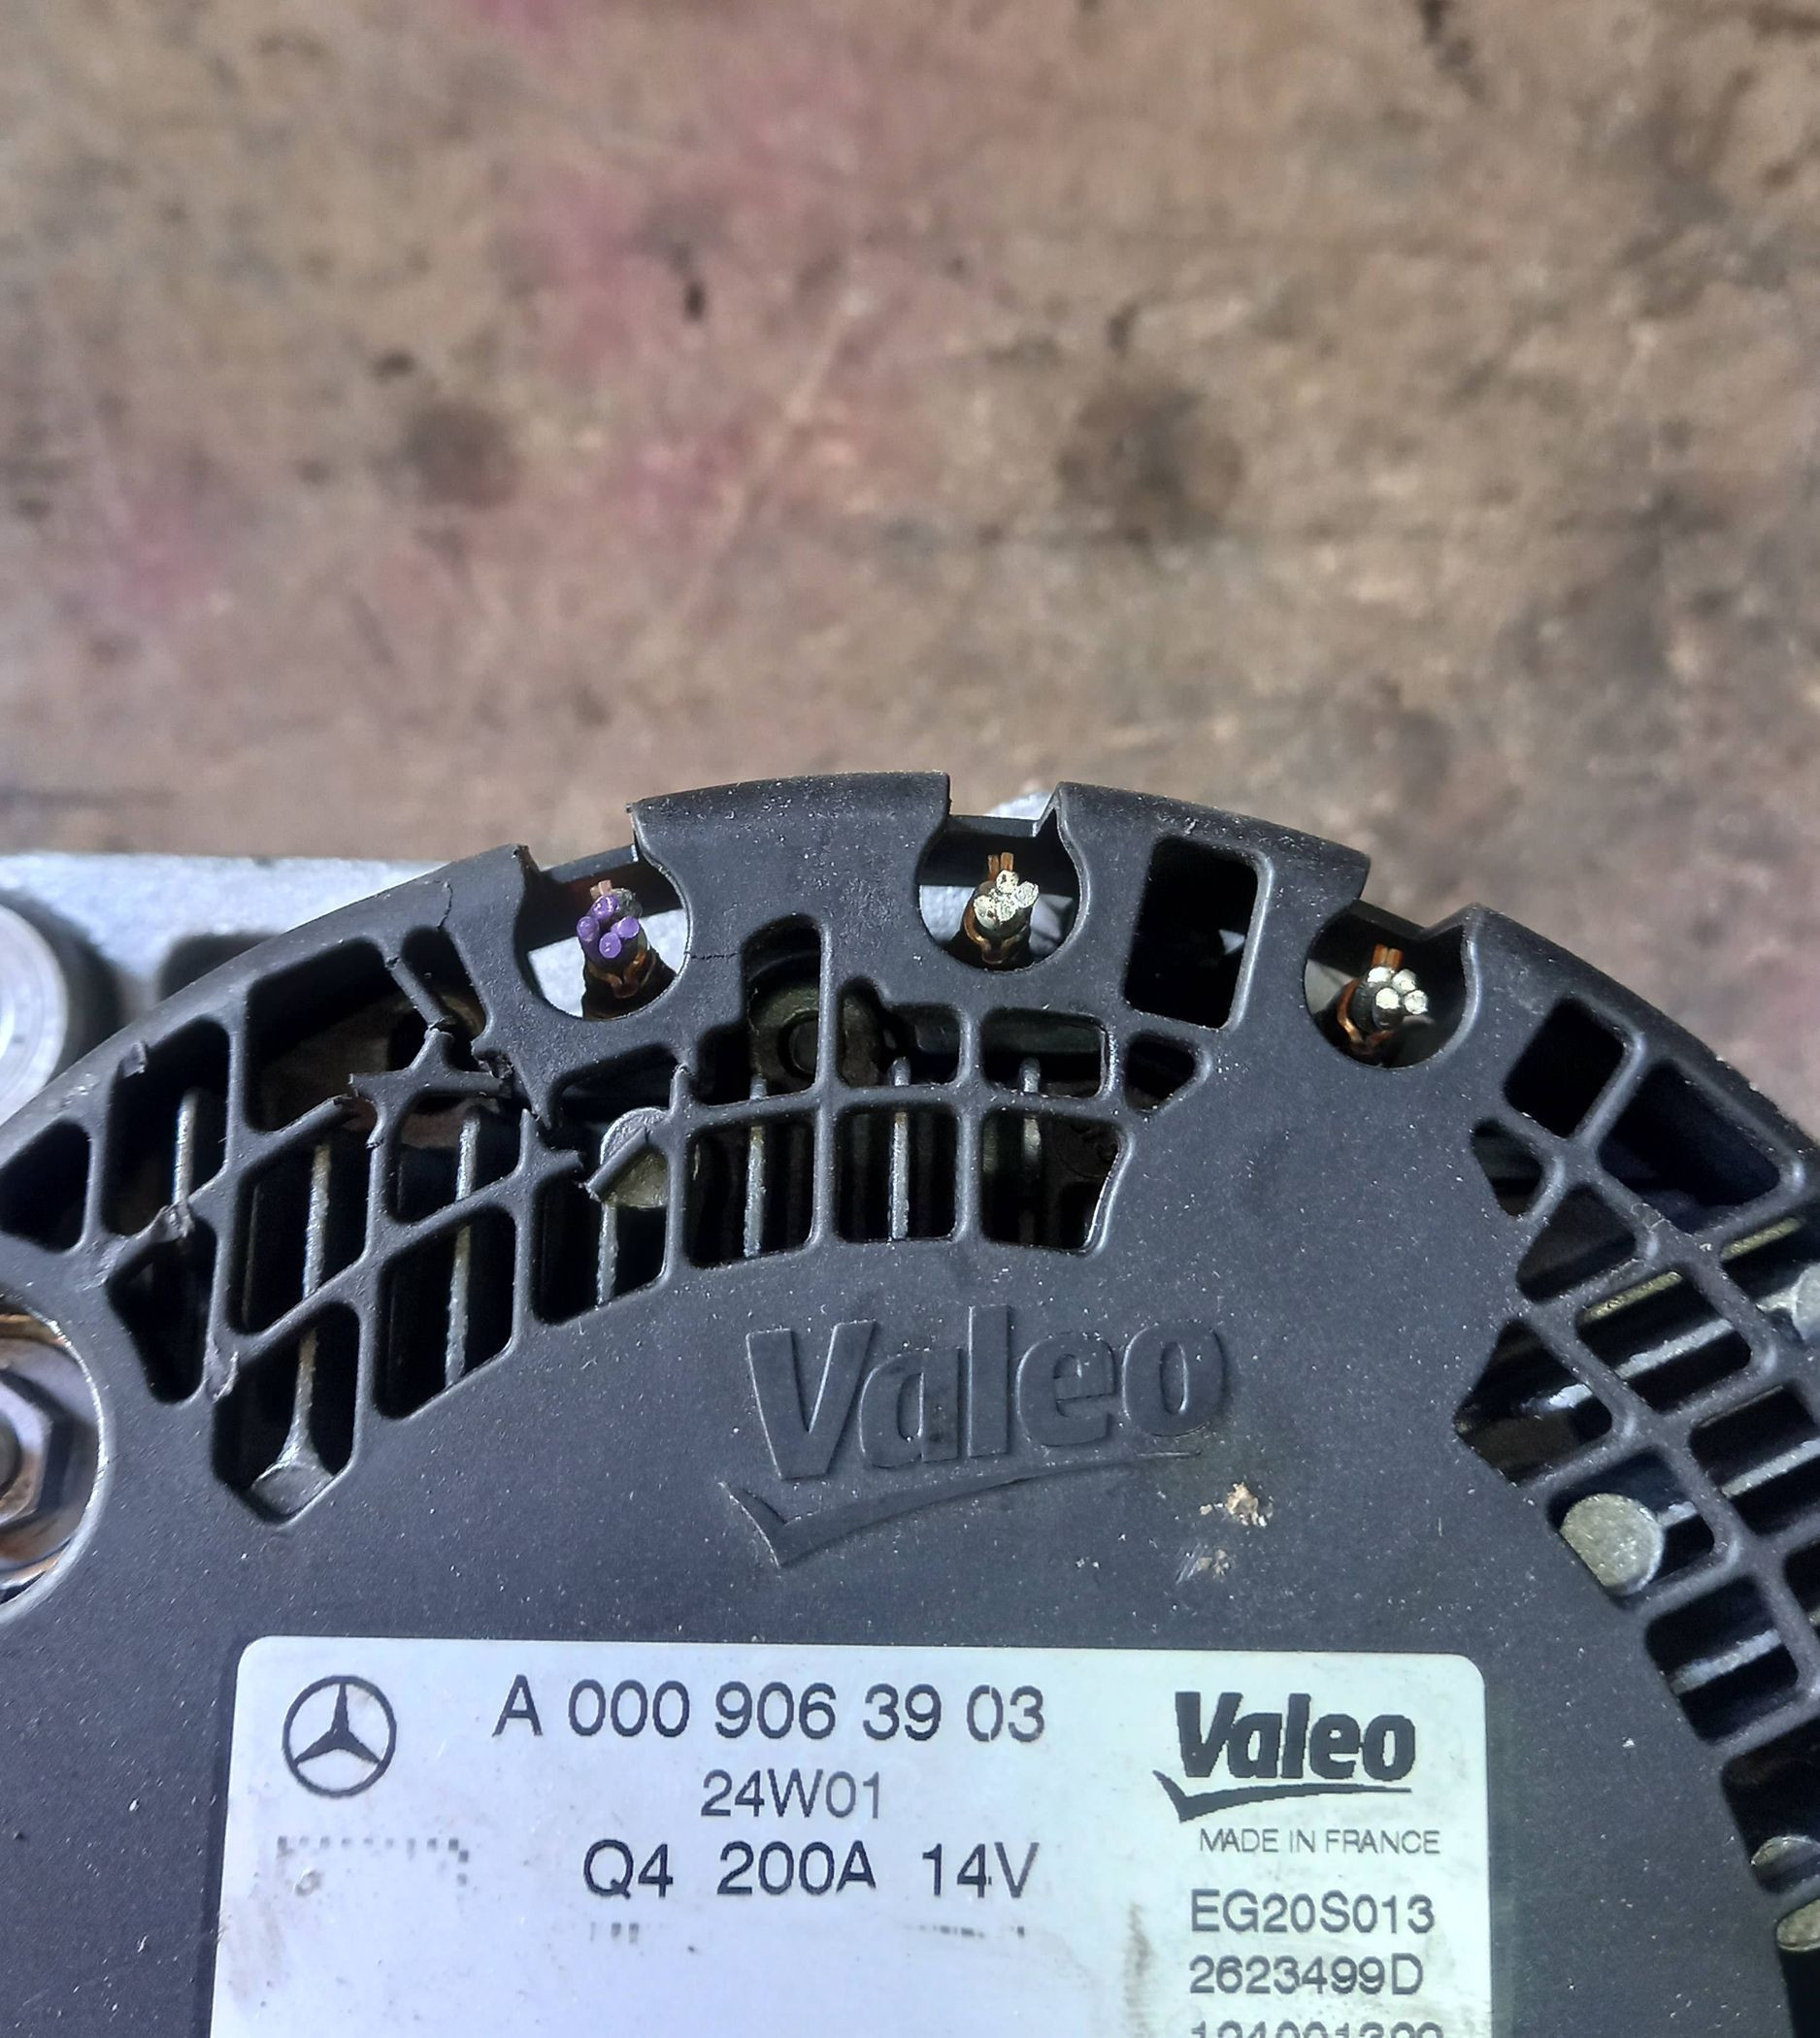 Valeo
A 000 906 39 03
Valeo
24W01
MADE IN FRANCE
Q4 200A 14V
EG20S013
2623499D